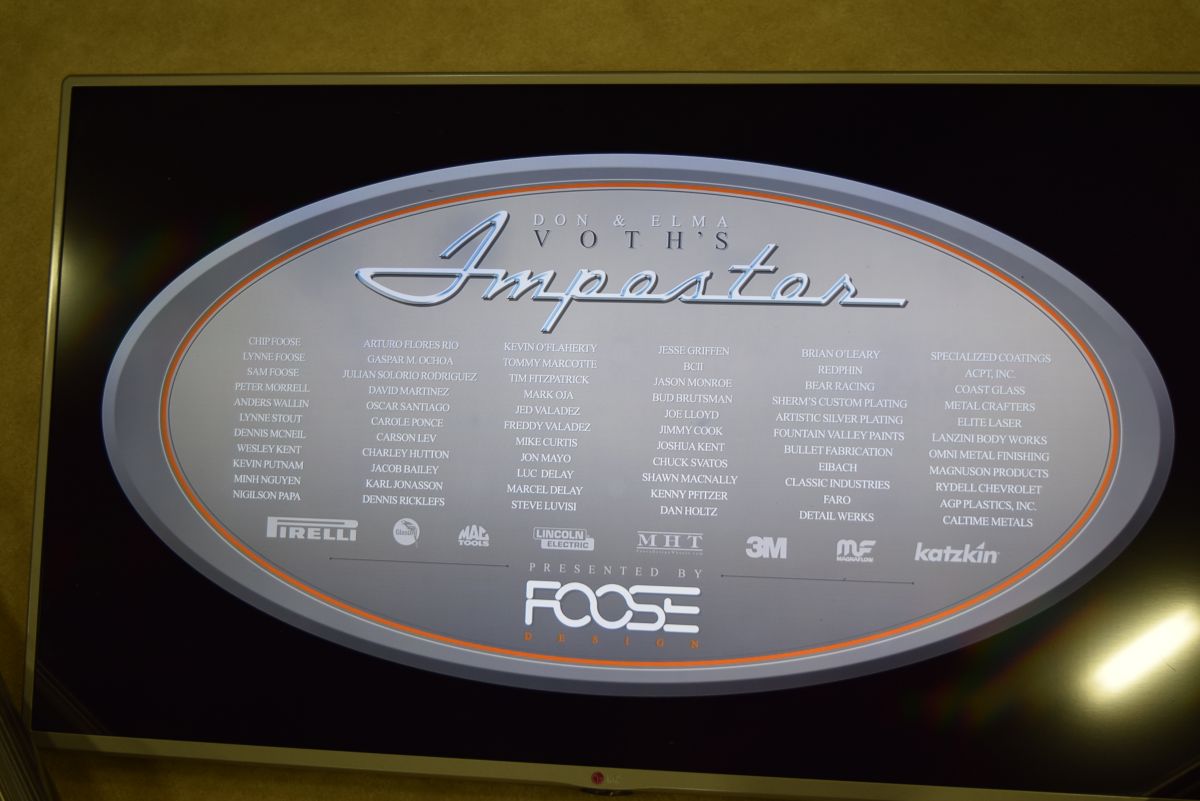 DON & ELMA
VOTH'S
Imposter
CHIP FOOSE
LYNNE FOOSE
SAM FOOSE
PETER MORRELL
ANDERS WALLIN
LYNNE STOUT
DENNIS MCNEIL
WESLEY KENT
KEVIN PUTNAM
MINH NGUYEN
NIGILSON PAPA
ARTURO FLORES RIO
GASPAR M. OCHOA
JULIAN SOLORIO RODRIGUEZ
DAVID MARTINEZ
OSCAR SANTIAGO
CAROLE PONCE
CARSON LEV
CHARLEY HUTTON
JACOB BAILEY
KARL JONASSON
DENNIS RICKLEFS
KEVIN O'FLAHERTY
TOMMY MARCOTTE
TIM FITZPATRICK
MARK OJA
JED VALADEZ
FREDDY VALADEZ
MIKE CURTIS
JON MAYO
LUC DELAY
MARCEL DELAY
STEVE LUVISI
JESSE GRIFFEN
BCII
JASON MONROE
BUD BRUTSMAN
JOE LLOYD
JIMMY COOK
JOSHUA KENT
CHUCK SVATOS
SHAWN MACNALLY
KENNY PFITZER
DAN HOLTZ
BRIAN O'LEARY
REDPHIN
BEAR RACING
SHERM'S CUSTOM PLATING
ARTISTIC SILVER PLATING
FOUNTAIN VALLEY PAINTS
BULLET FABRICATION
EIBACH
CLASSIC INDUSTRIES
FARO
DETAIL WERKS
SPECIALIZED COATINGS
ACPT, INC.
COAST GLASS
METAL CRAFTERS
ELITE LASER
LANZINI BODY WORKS
OMNI METAL FINISHING
MAGNUSON PRODUCTS
RYDELL CHEVROLET
AGP PLASTICS, INC.
CALTIME METALS
PIRELLI
MAC
TOOLS
LINCOLN
ELECTRIC
MHT
3M
MF
MAGNAFLOW
katzkin
PRESENTED BY
FOOSE
DESIGN
LG